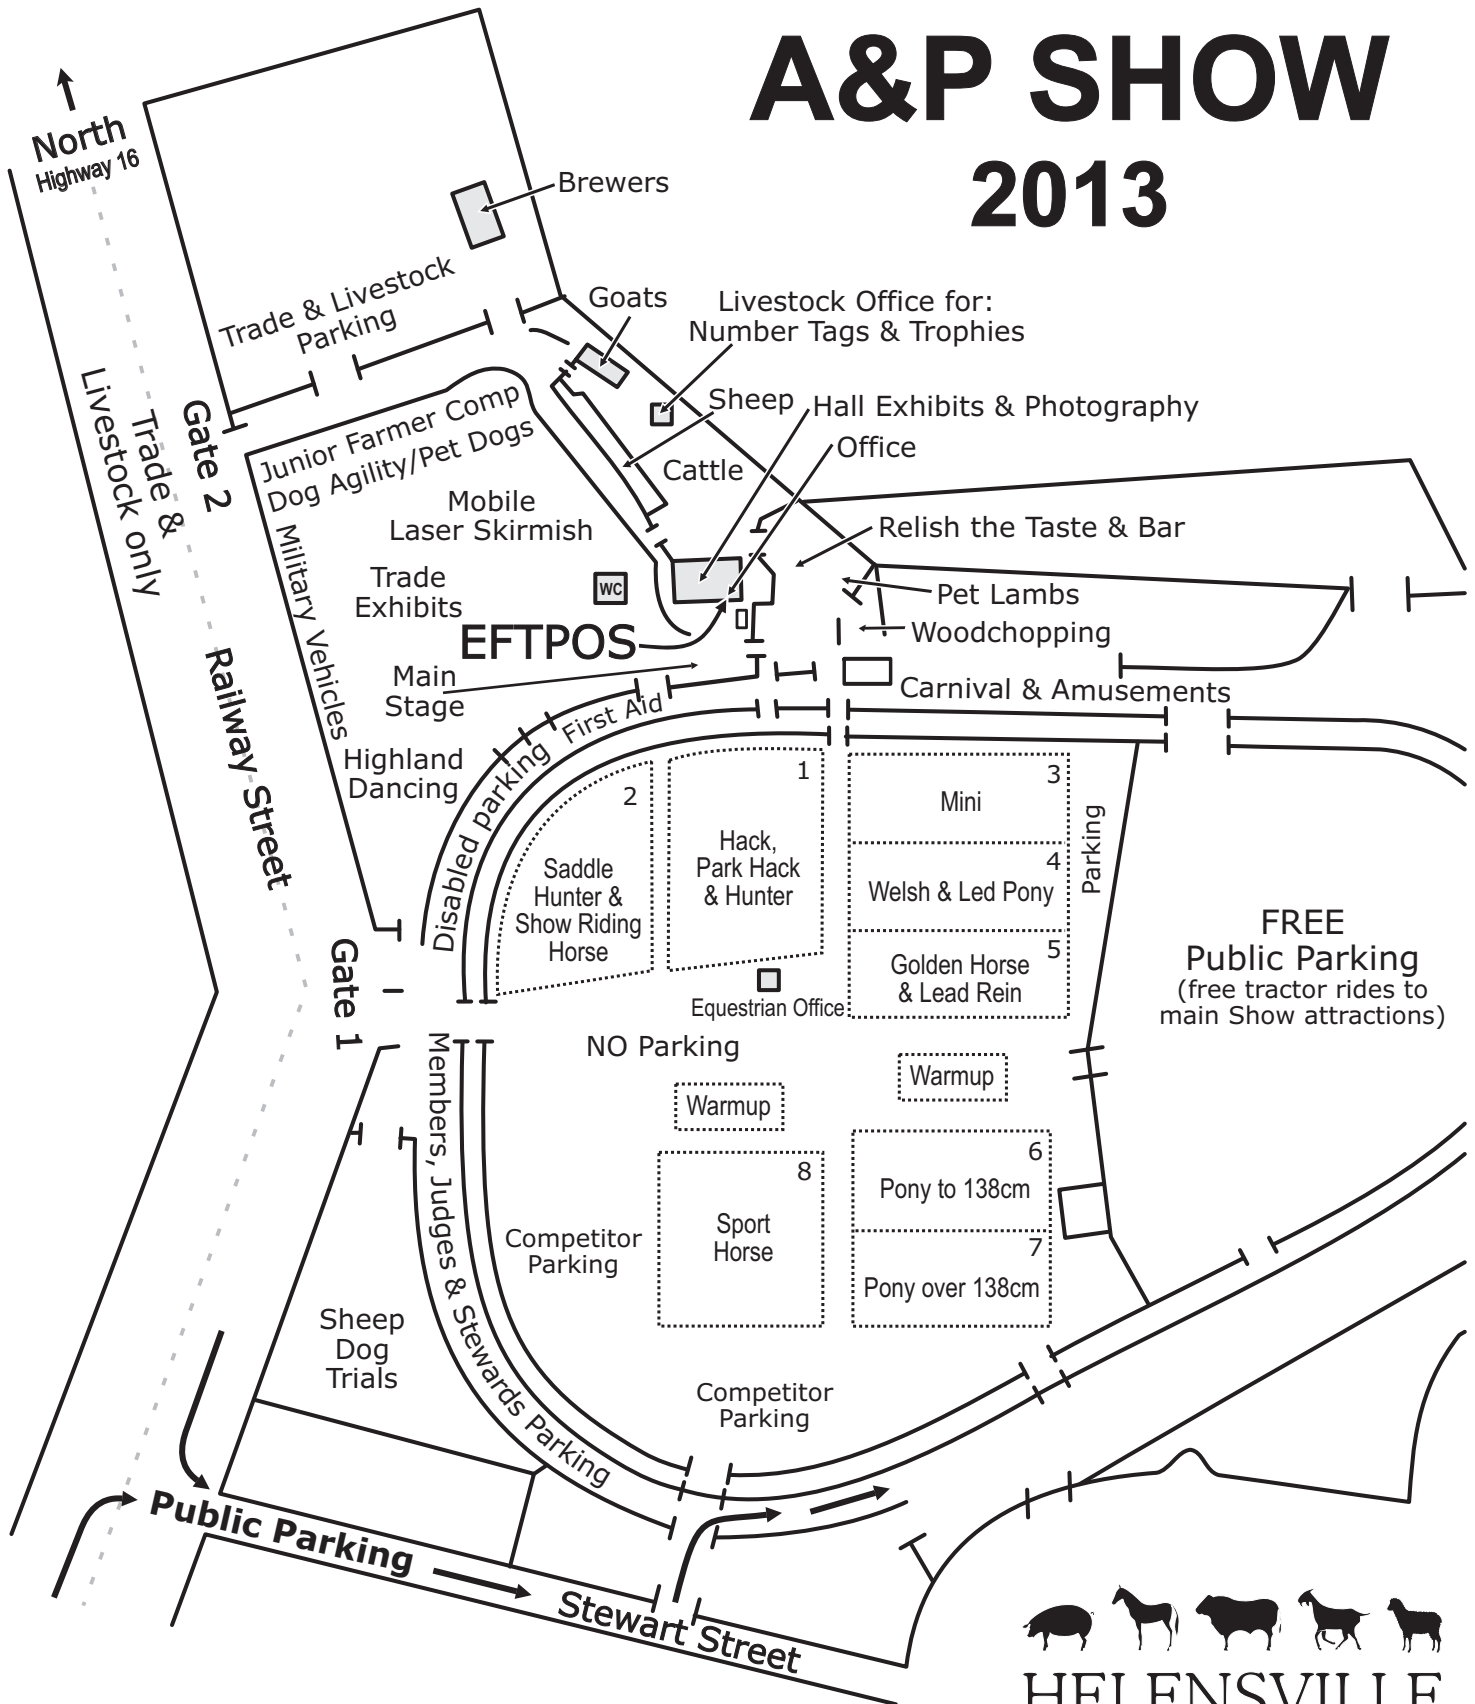 A&P SHOW
2013
North
Highway 16
Brewers
Trade & Livestock
Parking
Goats
Livestock Office for:
Number Tags & Trophies
Sheep
Hall Exhibits & Photography
Office
Cattle
Gate 2
Trade &
Livestock only
Junior Farmer Comp
Dog Agility/Pet Dogs
Mobile
Laser Skirmish
Military Vehicles
Trade
Exhibits
WC
EFTPOS
Relish the Taste & Bar
Pet Lambs
Woodchopping
Main
Stage
Carnival & Amusements
Railway Street
First Aid
Highland
Dancing
Disabled parking
1
Hack,
Park Hack
& Hunter
2
Saddle
Hunter &
Show Riding
Horse
3
Mini
4
Welsh & Led Pony
5
Golden Horse
& Lead Rein
Parking
FREE
Public Parking
(free tractor rides to
main Show attractions)
Gate 1
Equestrian Office
NO Parking
Warmup
Warmup
Members, Judges & Stewards Parking
6
Pony to 138cm
7
Pony over 138cm
8
Sport
Horse
Competitor
Parking
Sheep
Dog
Trials
Competitor
Parking
Public Parking
Stewart Street
HELENSVILLE